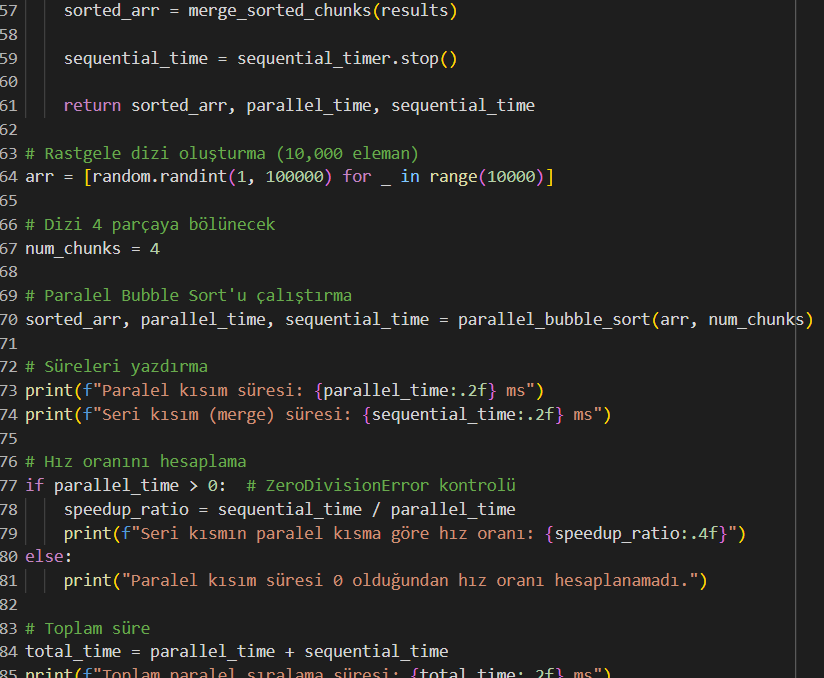 57 sorted_arr = merge_sorted_chunks(results)
58
59 sequential_time = sequential_timer.stop()
60
61 return sorted_arr, parallel_time, sequential_time
62
63 # Rastgele dizi oluşturma (10,000 eleman)
64 arr = [random.randint(1, 100000) for _ in range(10000)]
65
66 # Dizi 4 parçaya bölünecek
67 num_chunks = 4
68
69 # Paralel Bubble Sort'u çalıştırma
70 sorted_arr, parallel_time, sequential_time = parallel_bubble_sort(arr, num_chunks)
71
72 # Süreleri yazdırma
73 print(f"Paralel kısım süresi: {parallel_time:.2f} ms")
74 print(f"Seri kısım (merge) süresi: {sequential_time:.2f} ms")
75
76 # Hız oranını hesaplama
77 if parallel_time > 0:  # ZeroDivisionError kontrolü
78 speedup_ratio = sequential_time / parallel_time
79 print(f"Seri kısmın paralel kısma göre hız oranı: {speedup_ratio:.4f}")
80 else:
81 print("Paralel kısım süresi 0 olduğundan hız oranı hesaplanamadı.")
82
83 # Toplam süre
84 total_time = parallel_time + sequential_time
85 print(f"Toplam paralel sıralama süresi: {total_time:.2f} ms")